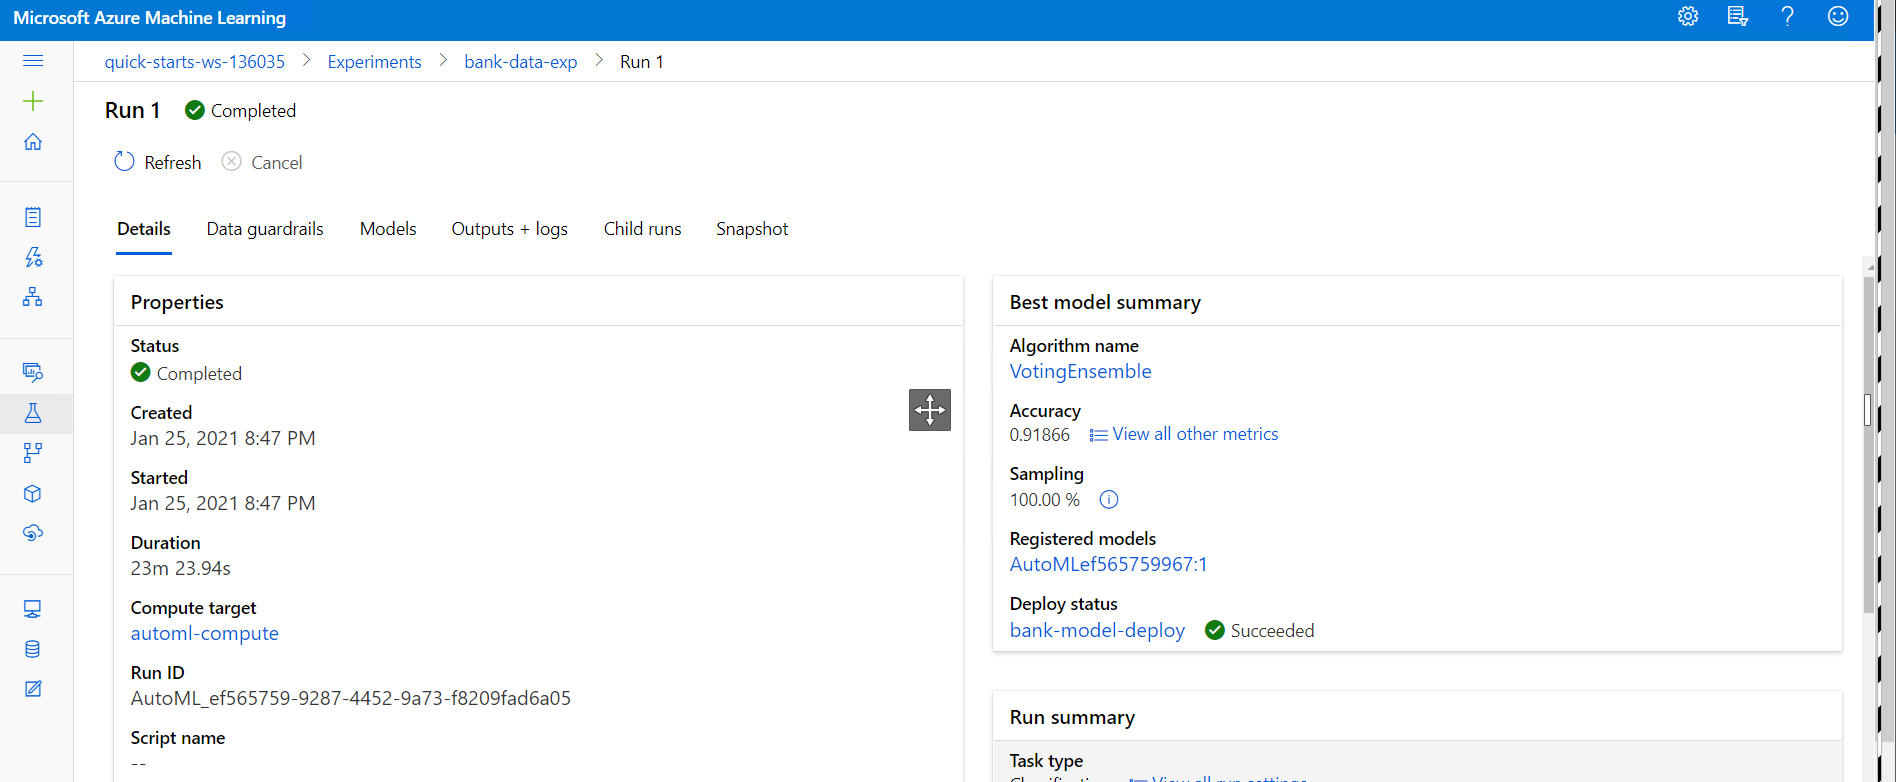 Microsoft Azure Machine Learning
quick-starts-ws-136035 > Experiments > bank-data-exp > Run 1
Run 1 Completed
Refresh Cancel
Details Data guardrails Models Outputs + logs Child runs Snapshot
Properties
Status
Completed
Created
Jan 25, 2021 8:47 PM
Started
Jan 25, 2021 8:47 PM
Duration
23m 23.94s
Compute target
automl-compute
Run ID
AutoML_ef565759-9287-4452-9a73-f8209fad6a05
Script name
--
Best model summary
Algorithm name
VotingEnsemble
Accuracy
0.91866 View all other metrics
Sampling
100.00 %
Registered models
AutoMLef565759967:1
Deploy status
bank-model-deploy Succeeded
Run summary
Task type
View all run settings